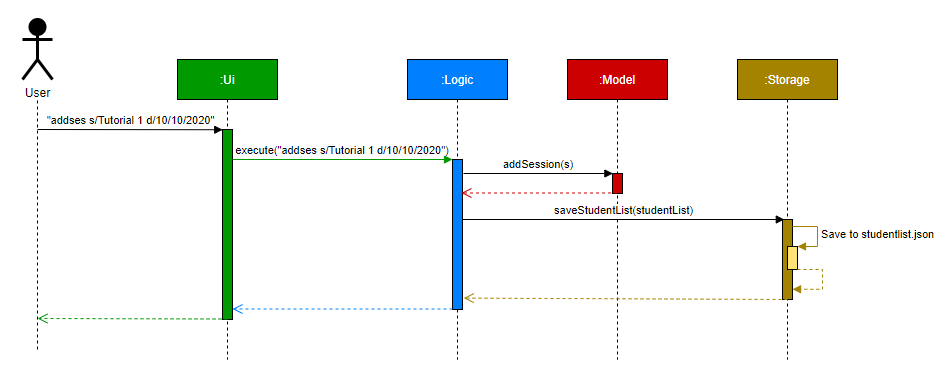 User
:Ui
:Logic
:Model
:Storage
"addses s/Tutorial 1 d/10/10/2020"
execute("addses s/Tutorial 1 d/10/10/2020")
addSession(s)
saveStudentList(studentList)
Save to studentlist.json